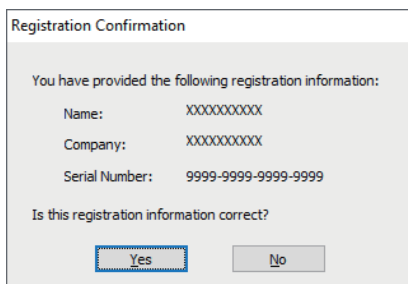 Registration Confirmation
You have provided the following registration information:
Name: XXXXXXXXXX
Company: XXXXXXXXXX
Serial Number: 9999-9999-9999-9999
Is this registration information correct?
Yes No